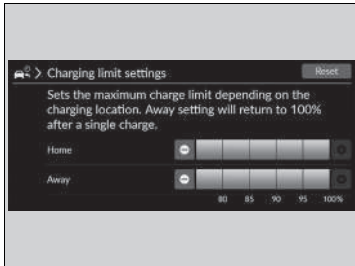 Charging limit settings
Reset
Sets the maximum charge limit depending on the
charging location. Away setting will return to 100%
after a single charge.
Home
Away
80 85 90 95 100%